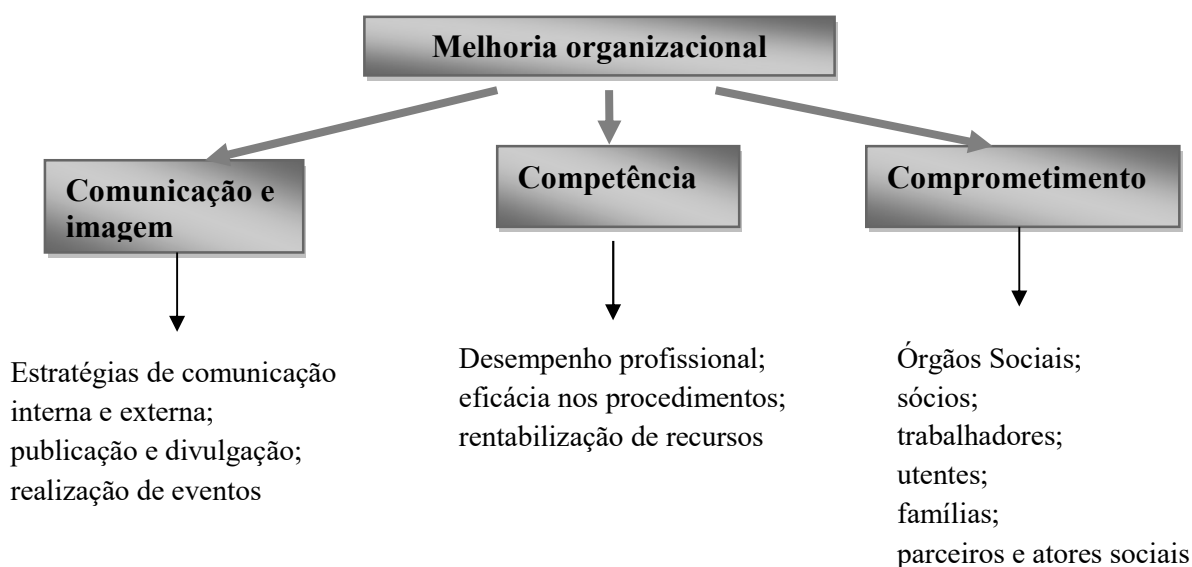 Melhoria organizacional
Comunicação e
imagem
Competência
Comprometimento
Estratégias de comunicação
interna e externa;
publicação e divulgação;
realização de eventos
Desempenho profissional;
eficácia nos procedimentos;
rentabilização de recursos
Órgãos Sociais;
sócios;
trabalhadores;
utentes;
famílias;
parceiros e atores sociais